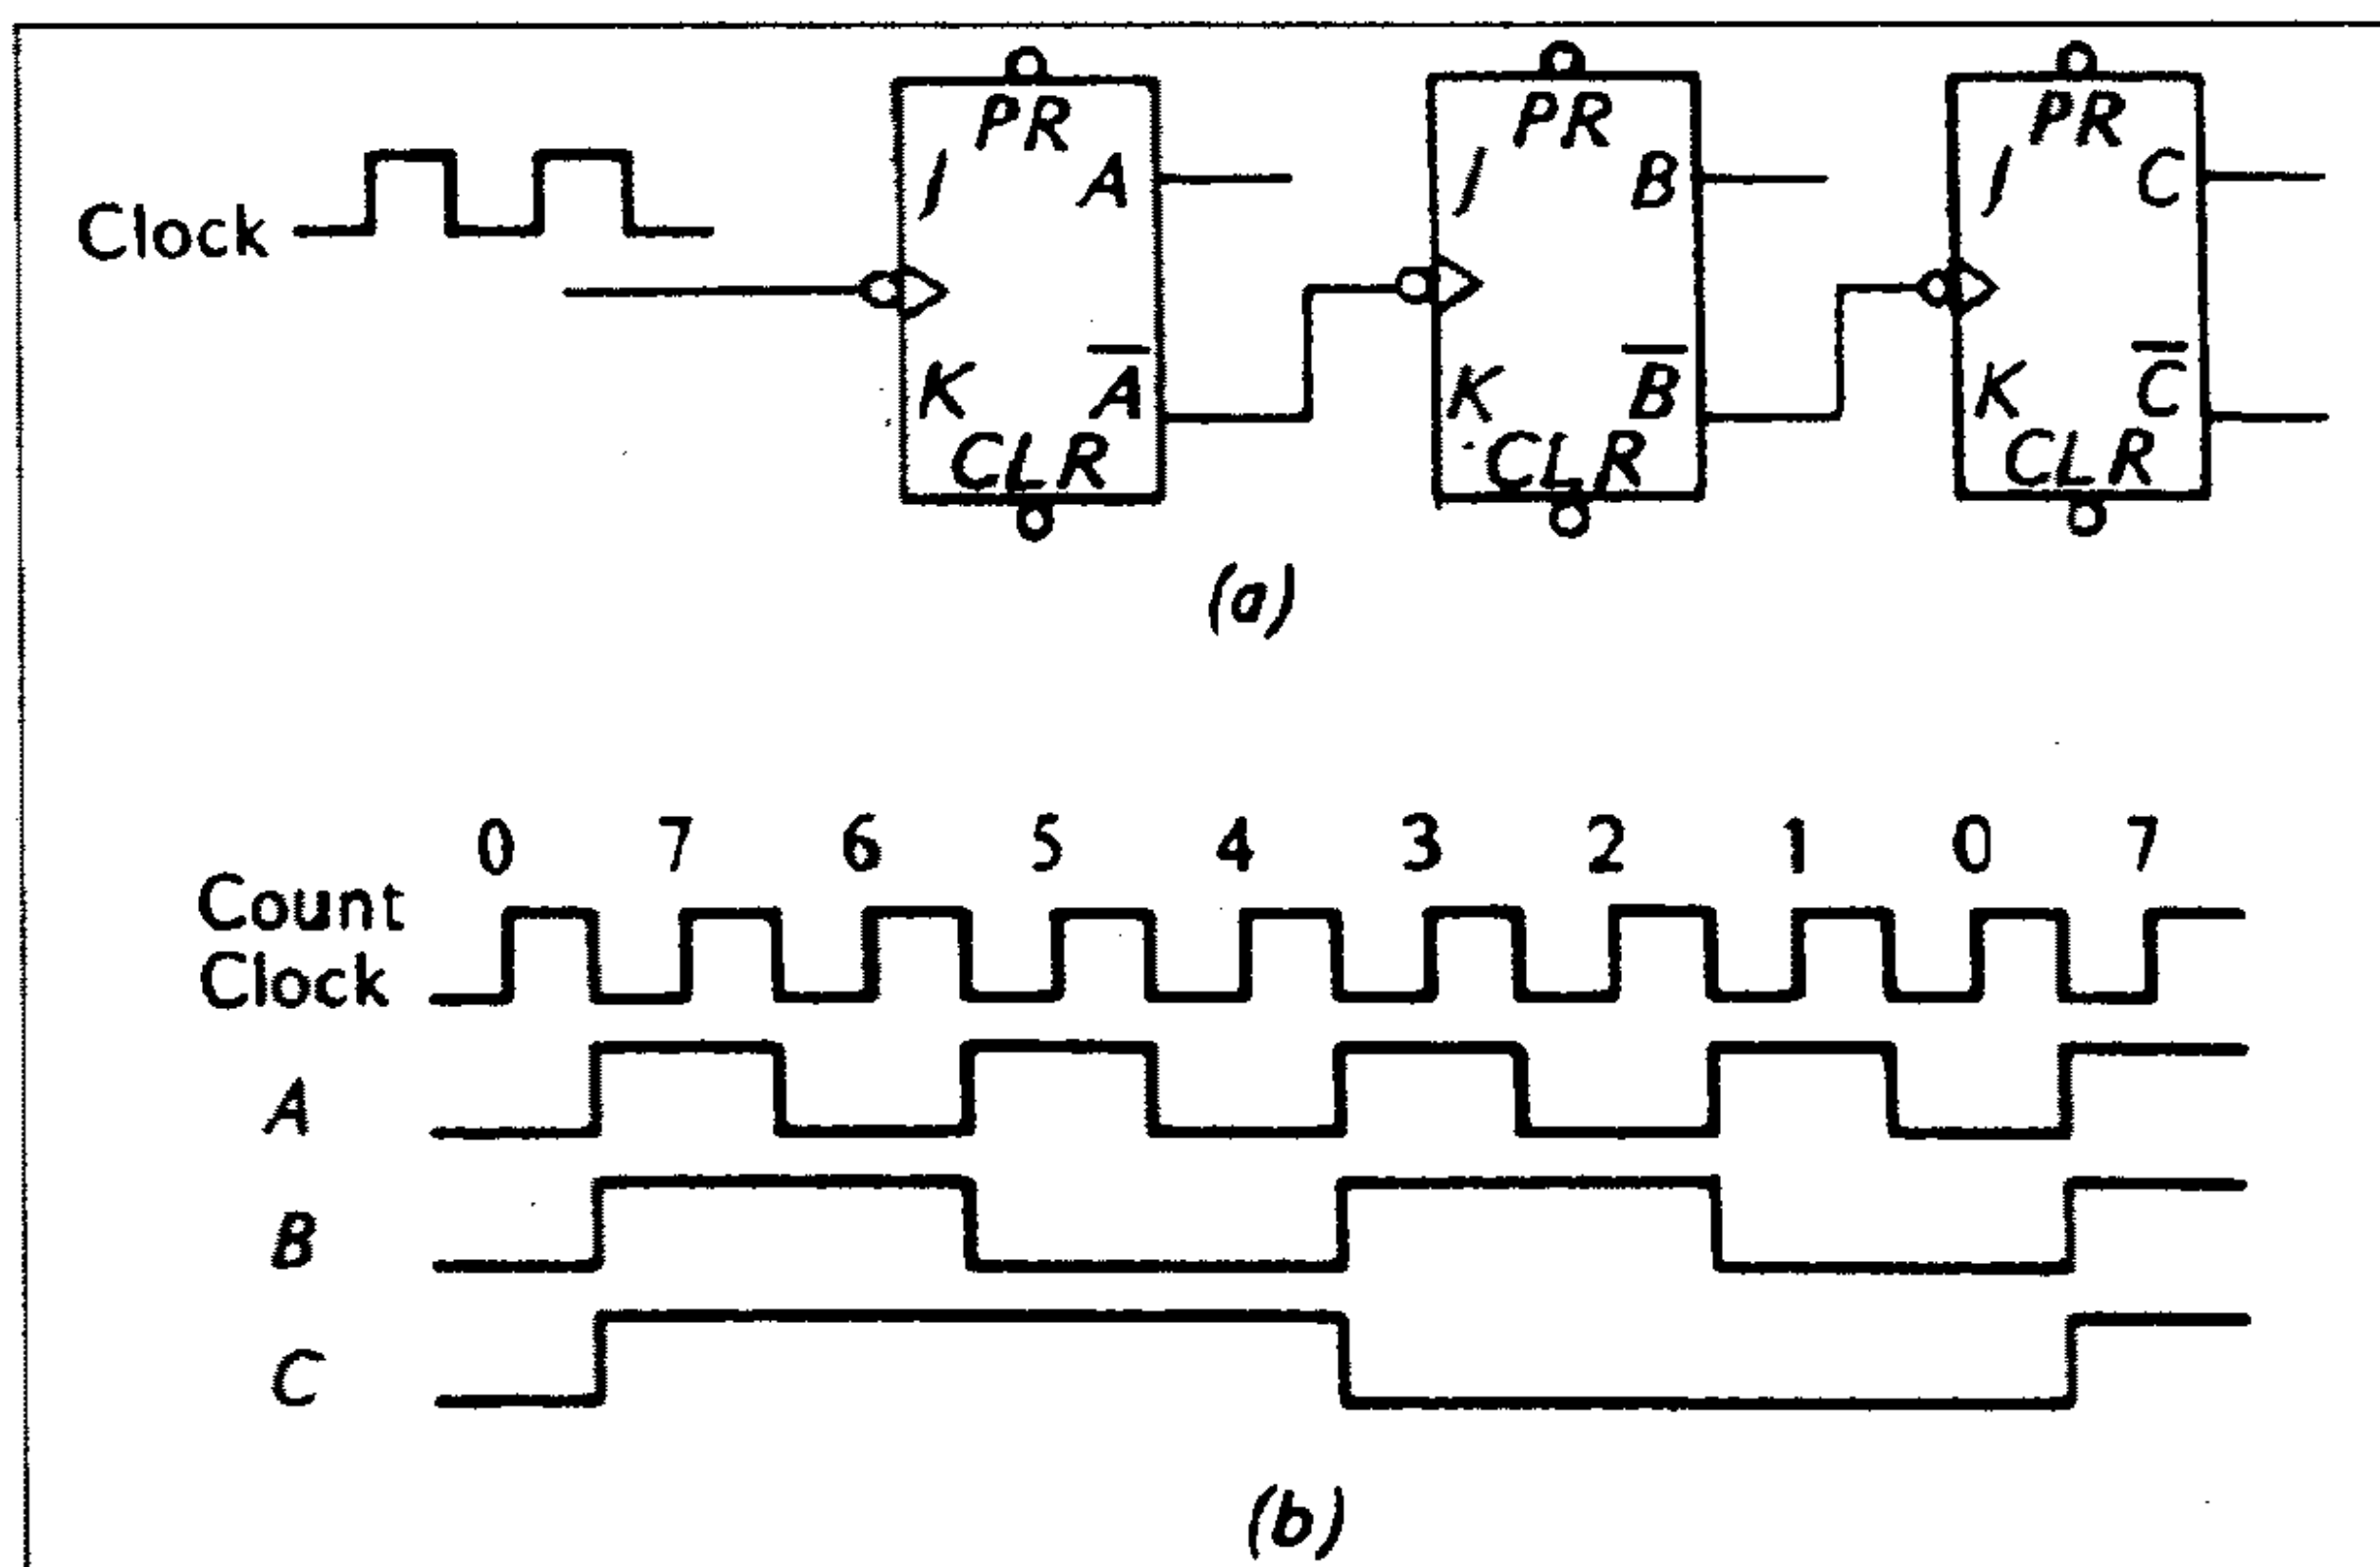 PR PR PR
J A J B J C
Clock
K A̅ K B̅ K C̅
CLR CLR CLR
(a)
0 7 6 5 4 3 2 1 0 7
Count
Clock
A
B
C
(b)